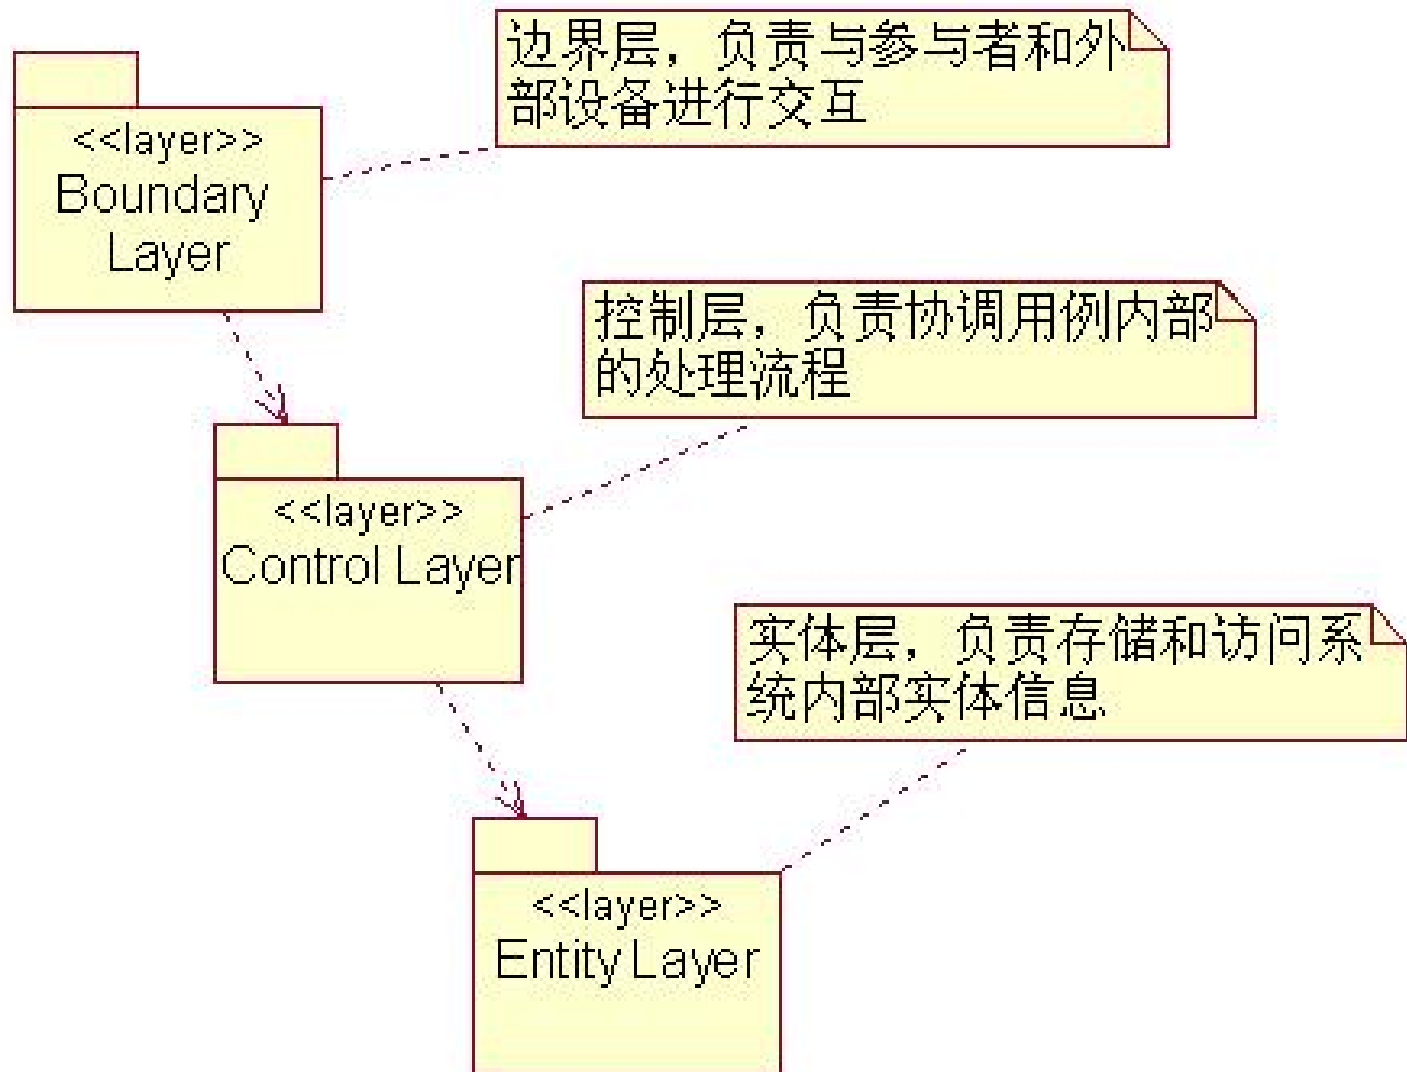 边界层，负责与参与者和外
部设备进行交互
<<layer>>
Boundary
Layer
控制层，负责协调用例内部
的处理流程
<<layer>>
Control Layer
实体层，负责存储和访问系
统内部实体信息
<<layer>>
Entity Layer